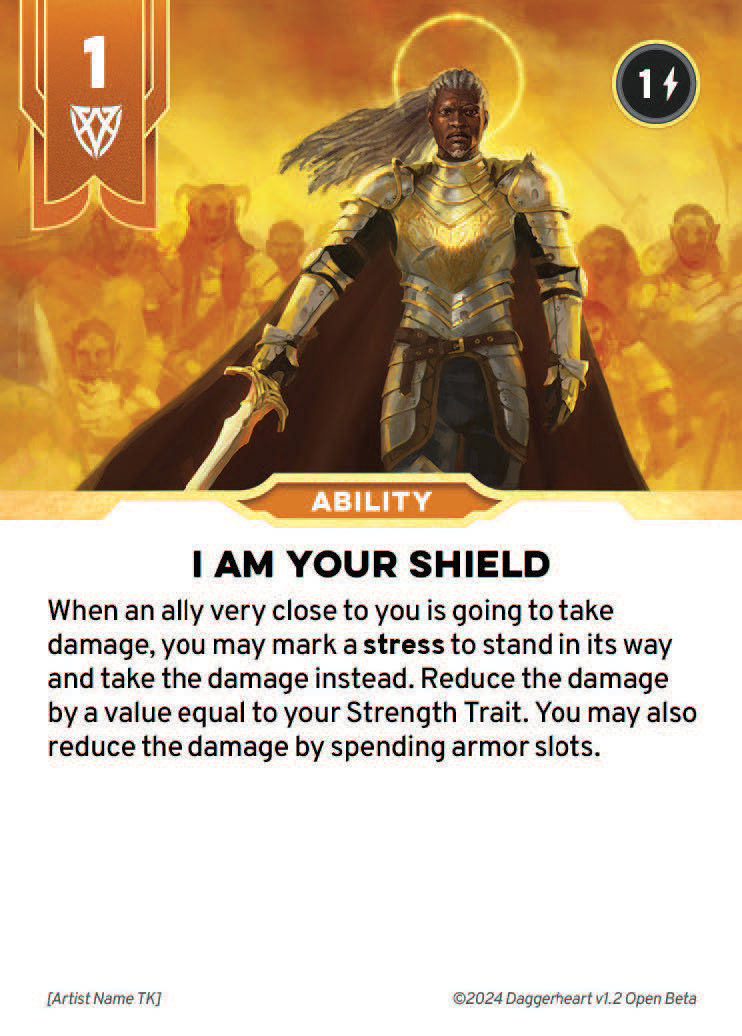 1
1
ABILITY
I AM YOUR SHIELD
When an ally very close to you is going to take
damage, you may mark a stress to stand in its way
and take the damage instead. Reduce the damage
by a value equal to your Strength Trait. You may also
reduce the damage by spending armor slots.
[Artist Name TK]
©2024 Daggerheart v1.2 Open Beta